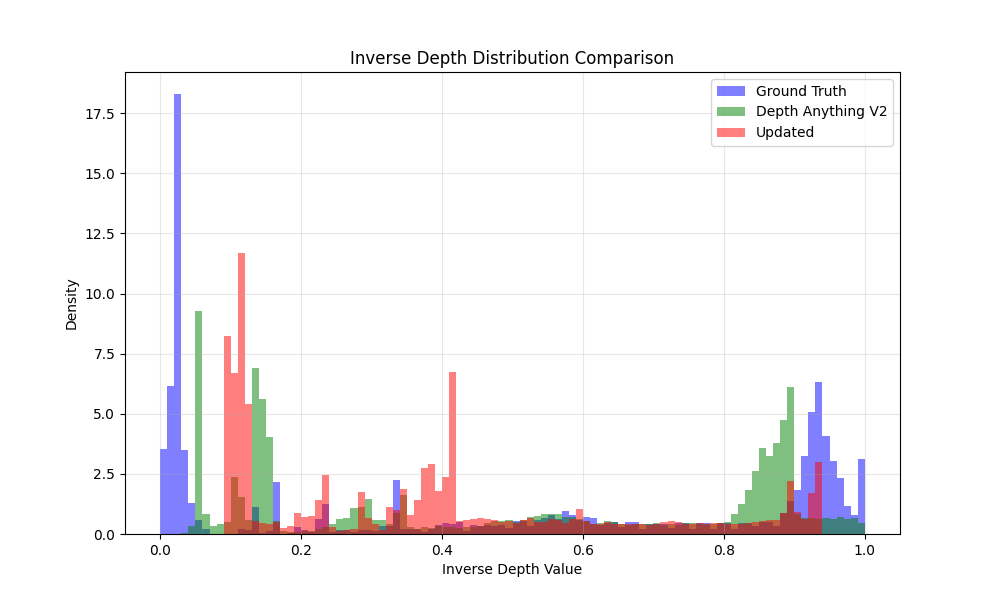 Inverse Depth Distribution Comparison
Ground Truth
Depth Anything V2
Updated
Density
17.5
15.0
12.5
10.0
7.5
5.0
2.5
0.0
0.0 0.2 0.4 0.6 0.8 1.0
Inverse Depth Value